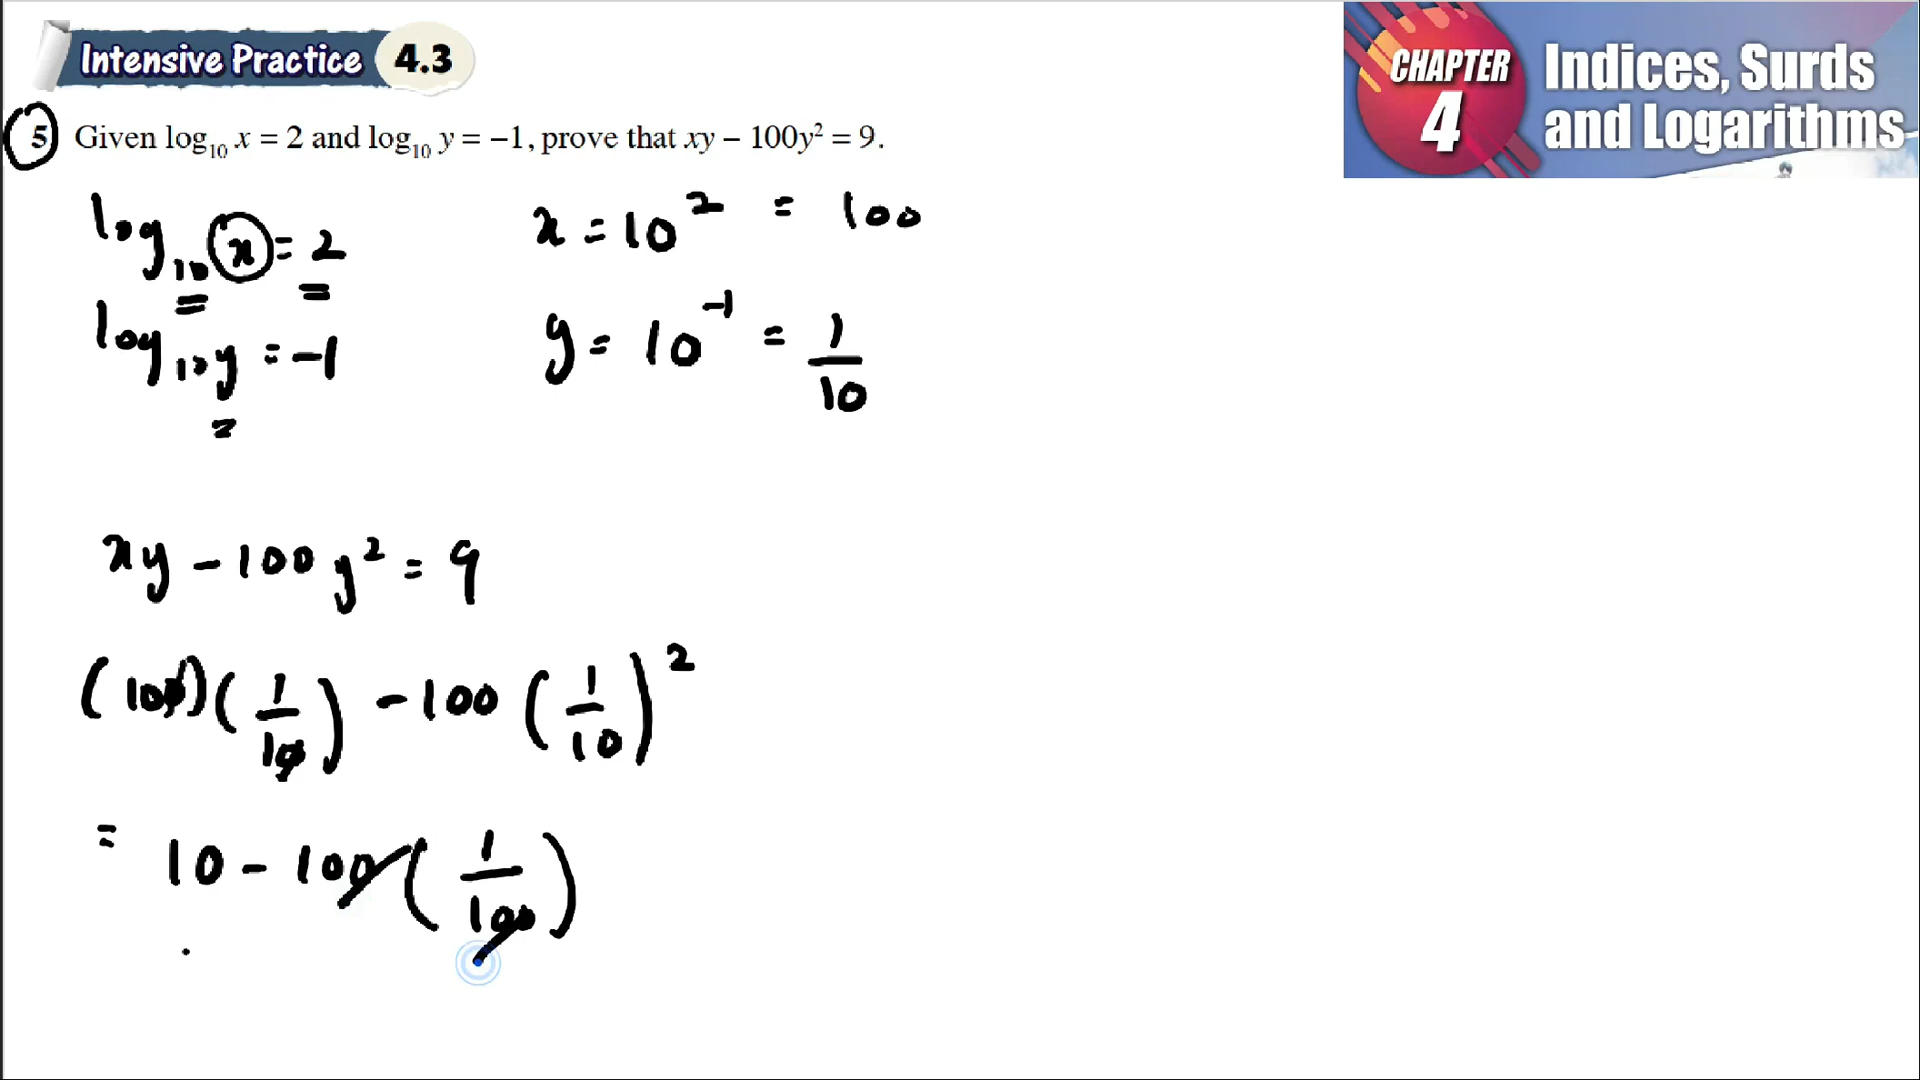 Intensive Practice 4.3
CHAPTER 4
Indices, Surds and Logarithms
5 Given log₁₀ x = 2 and log₁₀ y = −1, prove that xy − 100y² = 9.
log₁₀ x = 2
x = 10² = 100
log₁₀ y = −1
y = 10⁻¹ = 1/10
xy − 100y² = 9
(100)(1/10) − 100(1/10)²
= 10 − 100(1/100)